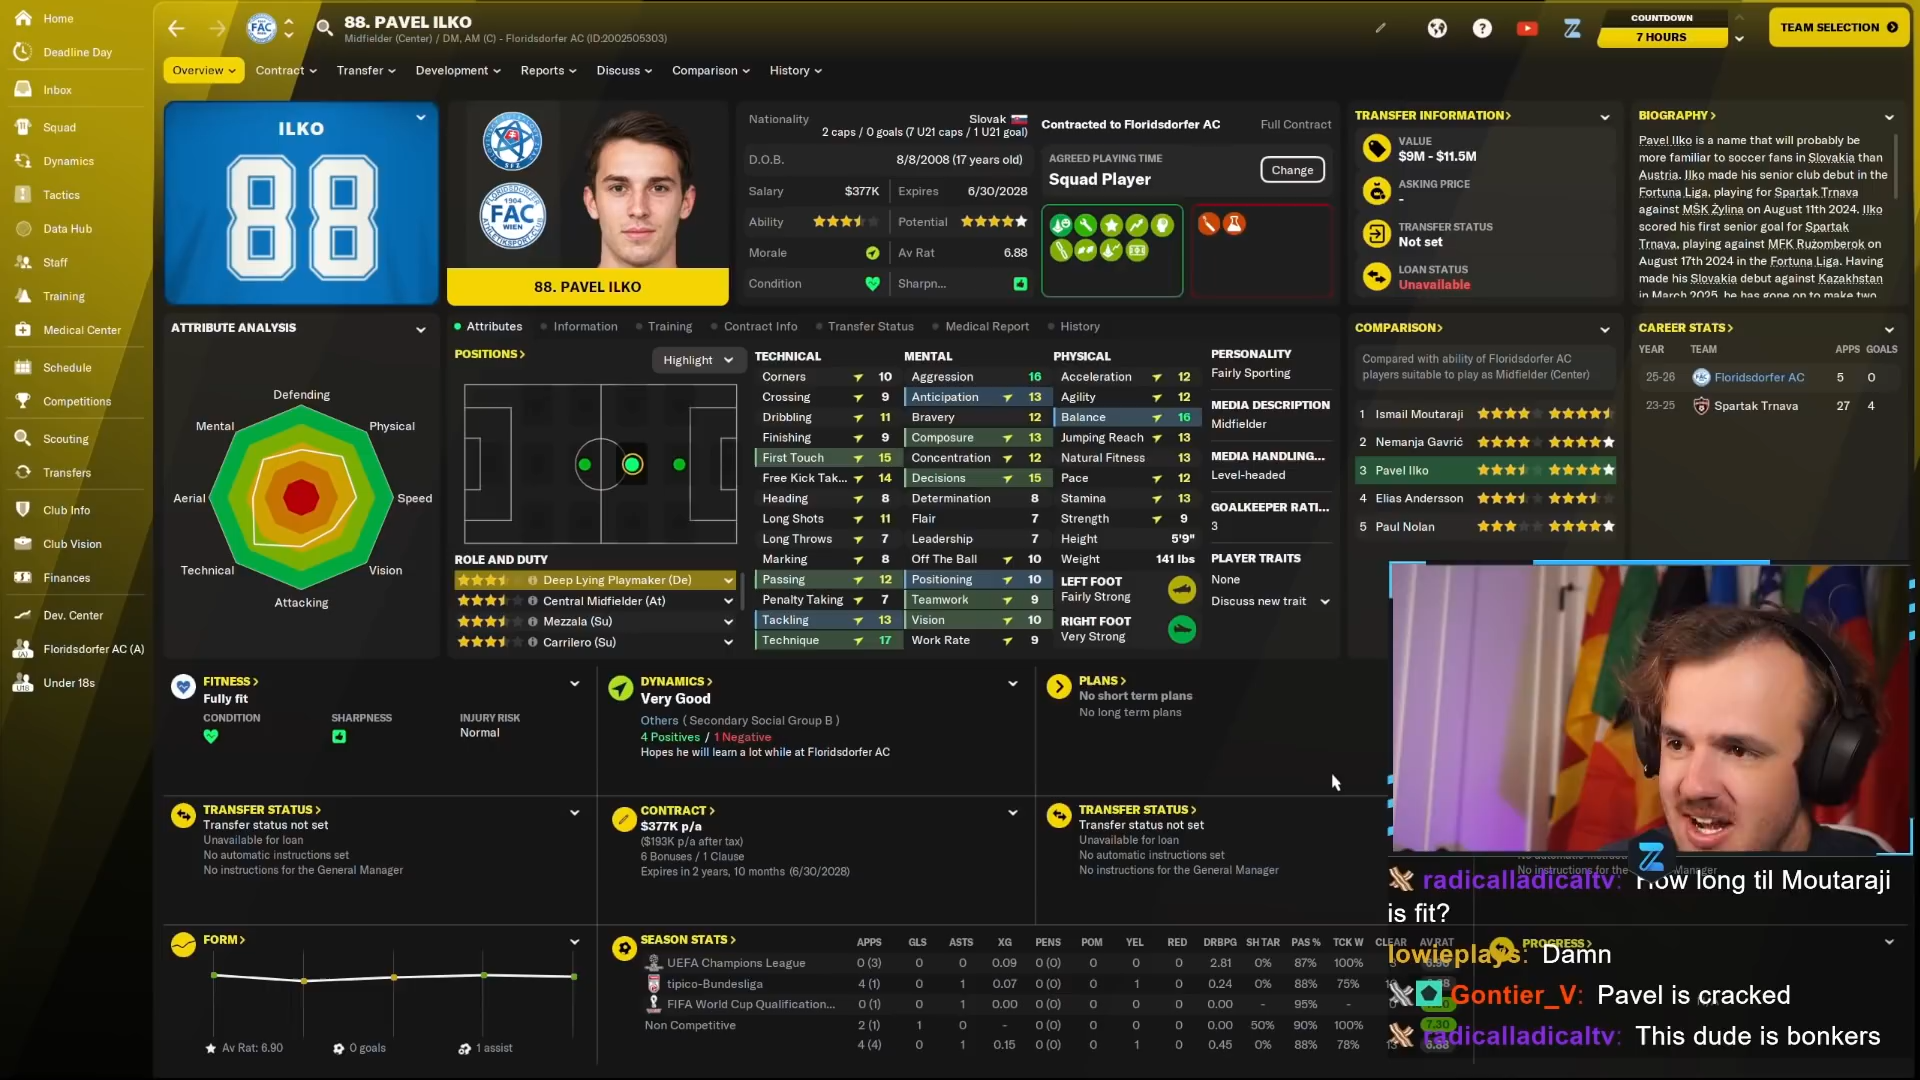 Home
Deadline Day
Inbox
Squad
Dynamics
Tactics
Data Hub
Staff
Training
Medical Center
Schedule
Competitions
Scouting
Transfers
Club Info
Club Vision
Finances
Dev. Center
Floridsdorfer AC (A)
Under 18s
88. PAVEL ILKO
Midfielder (Center) / DM, AM (C) - Floridsdorfer AC (ID:2002505303)
COUNTDOWN
7 HOURS
TEAM SELECTION
Overview Contract Transfer Development Reports Discuss Comparison History
ILKO
88
FAC
1904
WIEN
88. PAVEL ILKO
Nationality Slovak
2 caps / 0 goals (7 U21 caps / 1 U21 goal)
D.O.B. 8/8/2008 (17 years old)
Salary $377K Expires 6/30/2028
Ability Potential
Morale Av Rat 6.88
Condition Sharpn...
Contracted to Floridsdorfer AC Full Contract
AGREED PLAYING TIME
Squad Player
Change
TRANSFER INFORMATION>
VALUE
$9M - $11.5M
ASKING PRICE
-
TRANSFER STATUS
Not set
LOAN STATUS
Unavailable
BIOGRAPHY >
Pavel Ilko is a name that will probably be
more familiar to soccer fans in Slovakia than
Austria. Ilko made his senior club debut in the
Fortuna Liga, playing for Spartak Trnava
against MŠK Žylina on August 11th 2024. Ilko
scored his first senior goal for Spartak
Trnava, playing against MFK Rużomberok on
August 17th 2024 in the Fortuna Liga. Having
made his Slovakia debut against Kazakhstan
in March 2025, he has gone on to make two
ATTRIBUTE ANALYSIS
Defending
Mental Physical
Aerial Speed
Technical Vision
Attacking
Attributes Information Training Contract Info Transfer Status Medical Report History
POSITIONS>
Highlight
ROLE AND DUTY
Deep Lying Playmaker (De)
Central Midfielder (At)
Mezzala (Su)
Carrilero (Su)
TECHNICAL
Corners 10
Crossing 9
Dribbling 11
Finishing 9
First Touch 15
Free Kick Tak... 14
Heading 8
Long Shots 11
Long Throws 7
Marking 8
Passing 12
Penalty Taking 7
Tackling 13
Technique 17
MENTAL
Aggression 16
Anticipation 13
Bravery 12
Composure 13
Concentration 12
Decisions 15
Determination 8
Flair 7
Leadership 7
Off The Ball 10
Positioning 10
Teamwork 9
Vision 10
Work Rate 9
PHYSICAL
Acceleration 12
Agility 12
Balance 16
Jumping Reach 13
Natural Fitness 13
Pace 12
Stamina 13
Strength 9
Height 5'9"
Weight 141 lbs
LEFT FOOT
Fairly Strong
RIGHT FOOT
Very Strong
PERSONALITY
Fairly Sporting
MEDIA DESCRIPTION
Midfielder
MEDIA HANDLING...
Level-headed
GOALKEEPER RATI...
3
PLAYER TRAITS
None
Discuss new trait
COMPARISON>
Compared with ability of Floridsdorfer AC
players suitable to play as Midfielder (Center)
1 Ismail Moutaraji
2 Nemanja Gavrić
3 Pavel Ilko
4 Elias Andersson
5 Paul Nolan
CAREER STATS>
YEAR TEAM APPS GOALS
25-26 Floridsdorfer AC 5 0
23-25 Spartak Trnava 27 4
FITNESS>
Fully fit
CONDITION SHARPNESS INJURY RISK
Normal
DYNAMICS>
Very Good
Others ( Secondary Social Group B )
4 Positives / 1 Negative
Hopes he will learn a lot while at Floridsdorfer AC
PLANS>
No short term plans
No long term plans
TRANSFER STATUS >
Transfer status not set
Unavailable for loan
No automatic instructions set
No instructions for the General Manager
CONTRACT >
$377K p/a
($193K p/a after tax)
6 Bonuses / 1 Clause
Expires in 2 years, 10 months (6/30/2028)
TRANSFER STATUS >
Transfer status not set
Unavailable for loan
No automatic instructions set
No instructions for the General Manager
FORM>
Av Rat: 6.90 0 goals 1 assist
SEASON STATS> APPS GLS ASTS XG PENS POM YEL RED DRBPG SH TAR PAS % TCK W CLEAR AV RAT
UEFA Champions League 0 (3) 0 0 0.09 0 (0) 0 0 0 2.81 0% 87% 100%
tipico-Bundesliga 4 (1) 0 1 0.07 0 (0) 0 1 0 0.24 0% 88% 75%
FIFA World Cup Qualification... 0 (1) 0 1 0.00 0 (0) 0 0 0 0.00 - 95% -
Non Competitive 2 (1) 1 0 - 0 (0) 0 0 0 0.00 50% 90% 100% 7.30
4 (4) 0 1 0.15 0 (0) 0 1 0 0.45 0% 88% 78%
PROGRESS>
radicalladicaltv: How long til Moutaraji
is fit?
lowieplays: Damn
Gontier_V: Pavel is cracked
radicalladicaltv: This dude is bonkers